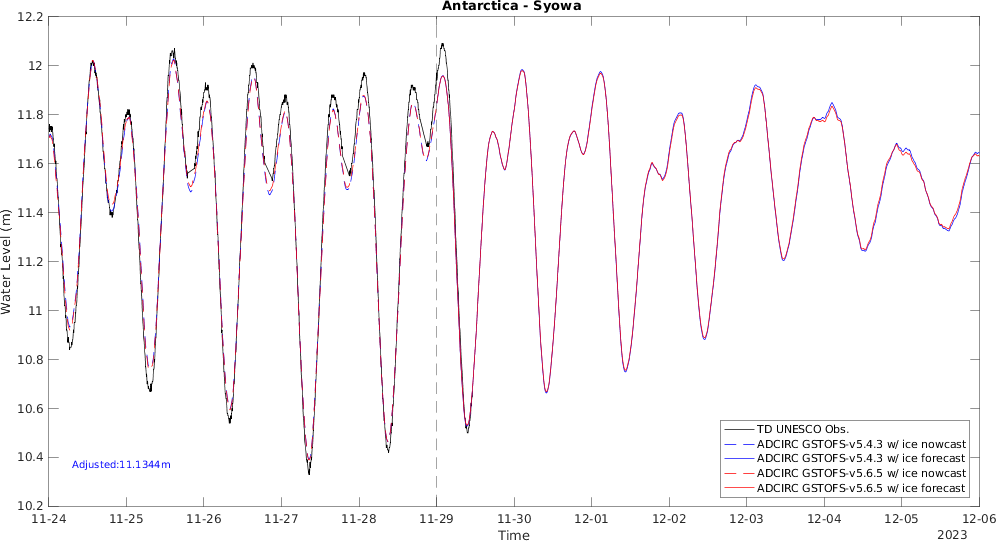 Antarctica - Syowa
12.2
12
11.8
11.6
11.4
11.2
11
10.8
10.6
10.4
10.2
Water Level (m)
Adjusted:11.1344m
TD UNESCO Obs.
ADCIRC GSTOFS-v5.4.3 w/ ice nowcast
ADCIRC GSTOFS-v5.4.3 w/ ice forecast
ADCIRC GSTOFS-v5.6.5 w/ ice nowcast
ADCIRC GSTOFS-v5.6.5 w/ ice forecast
11-24 11-25 11-26 11-27 11-28 11-29 11-30 12-01 12-02 12-03 12-04 12-05 12-06
Time
2023